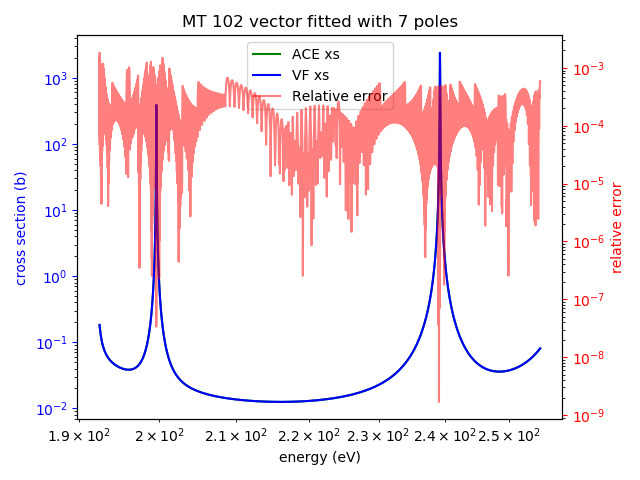 MT 102 vector fitted with 7 poles
ACE xs
VF xs
Relative error
cross section (b)
10³
10²
10¹
10⁰
10⁻¹
10⁻²
relative error
10⁻³
10⁻⁴
10⁻⁵
10⁻⁶
10⁻⁷
10⁻⁸
10⁻⁹
1.9 × 10² 2 × 10² 2.1 × 10² 2.2 × 10² 2.3 × 10² 2.4 × 10² 2.5 × 10²
energy (eV)